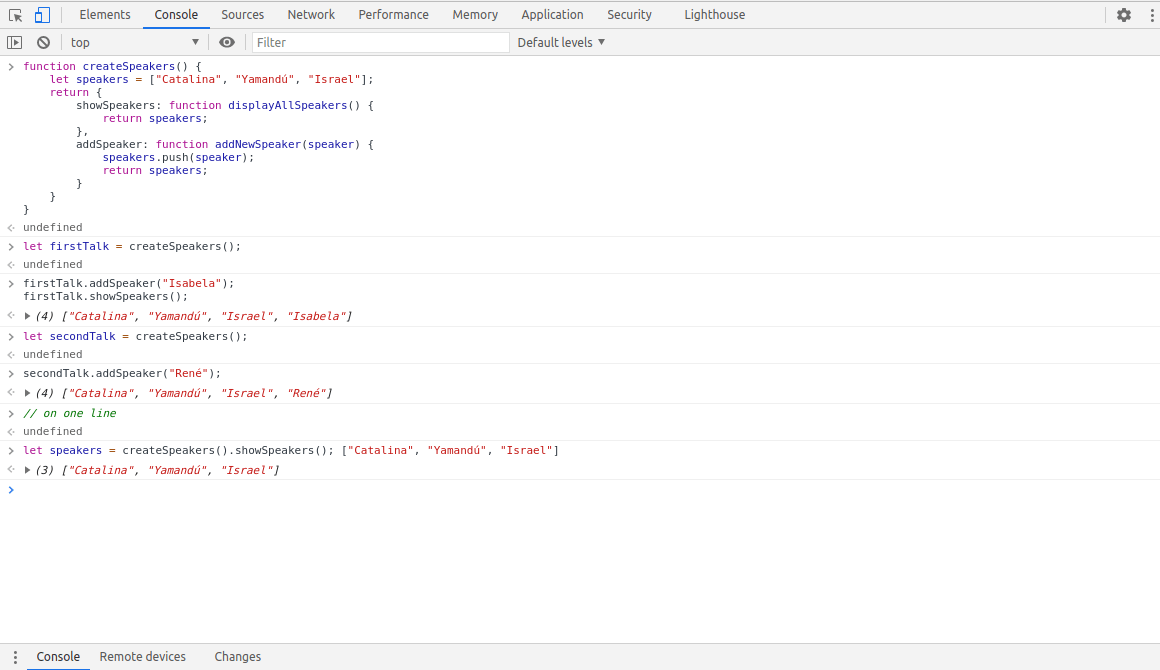 Elements Console Sources Network Performance Memory Application Security Lighthouse
top Filter Default levels
function createSpeakers() {
    let speakers = ["Catalina", "Yamandú", "Israel"];
    return {
        showSpeakers: function displayAllSpeakers() {
            return speakers;
        },
        addSpeaker: function addNewSpeaker(speaker) {
            speakers.push(speaker);
            return speakers;
        }
    }
}
undefined
let firstTalk = createSpeakers();
undefined
firstTalk.addSpeaker("Isabela");
firstTalk.showSpeakers();
(4) ["Catalina", "Yamandú", "Israel", "Isabela"]
let secondTalk = createSpeakers();
undefined
secondTalk.addSpeaker("René");
(4) ["Catalina", "Yamandú", "Israel", "René"]
// on one line
undefined
let speakers = createSpeakers().showSpeakers(); ["Catalina", "Yamandú", "Israel"]
(3) ["Catalina", "Yamandú", "Israel"]
Console Remote devices Changes